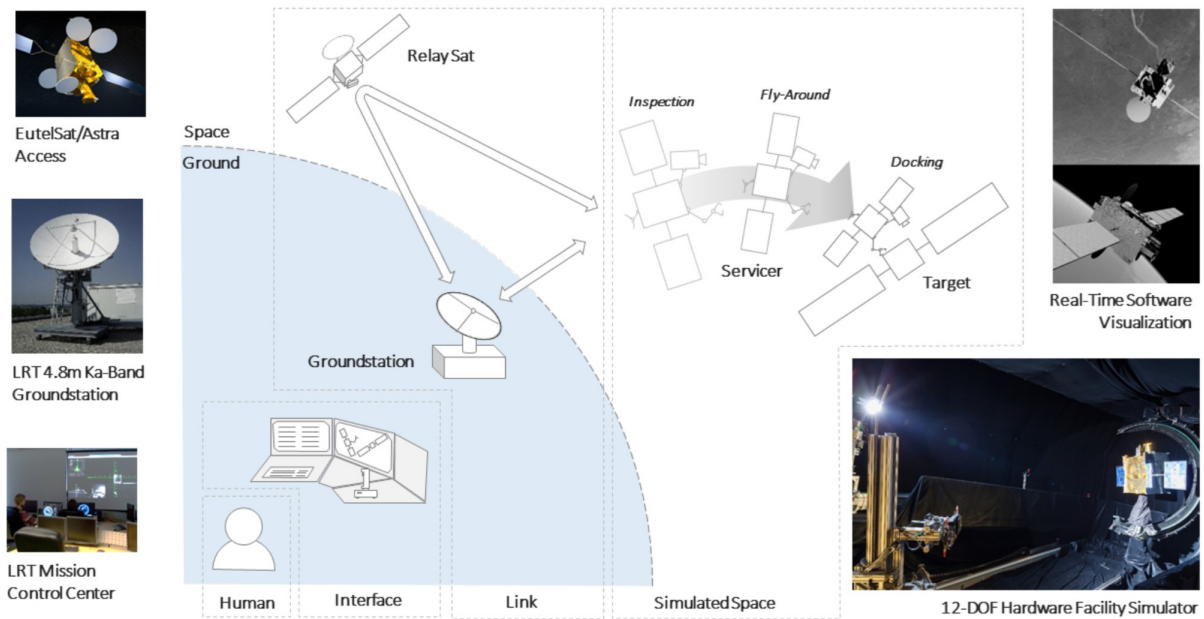 EutelSat/Astra
Access
LRT 4.8m Ka-Band
Groundstation
LRT Mission
Control Center
Space
Ground
Relay Sat
Groundstation
Human
Interface
Link
Simulated Space
Inspection
Fly-Around
Docking
Servicer
Target
Real-Time Software
Visualization
12-DOF Hardware Facility Simulator